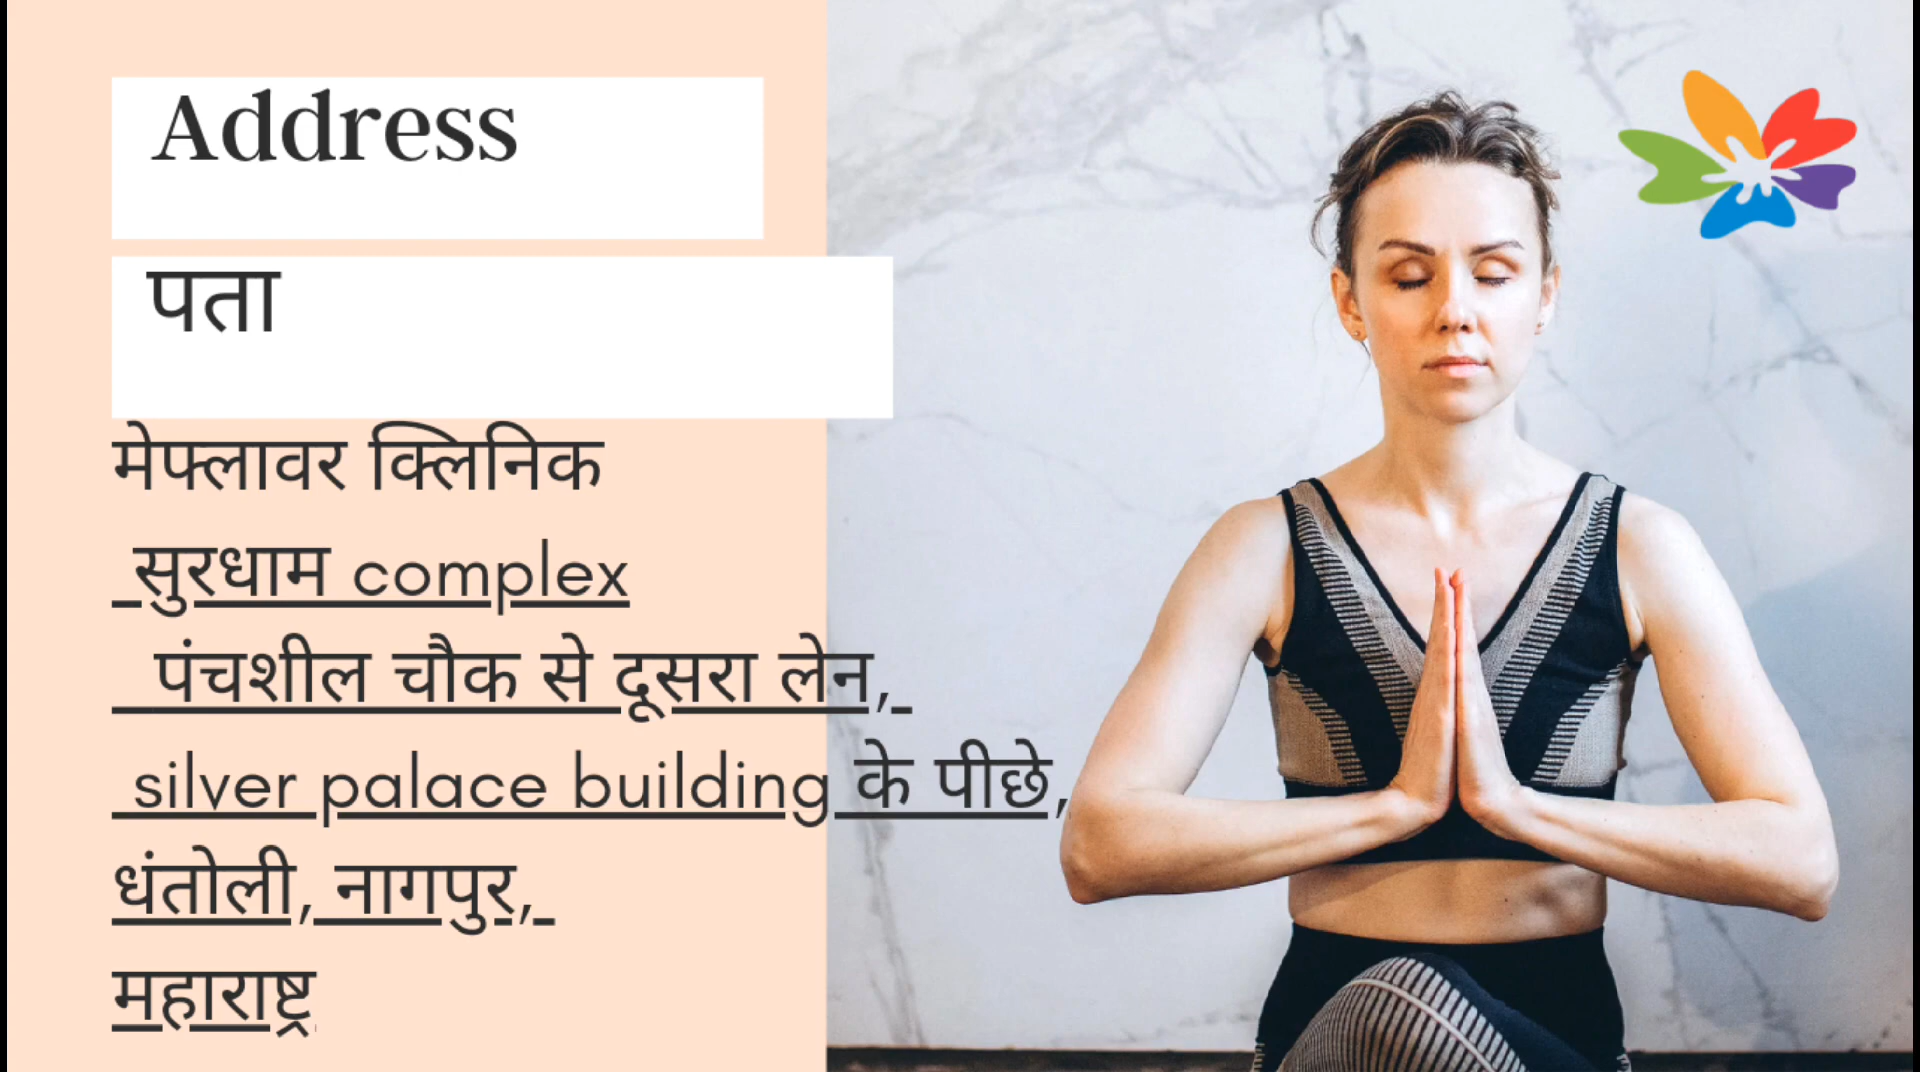 Address
पता
मेफ्लावर क्लिनिक
सुरधाम complex
पंचशील चौक से दूसरा लेन,
silver palace building के पीछे,
धंतोली, नागपुर,
महाराष्ट्र